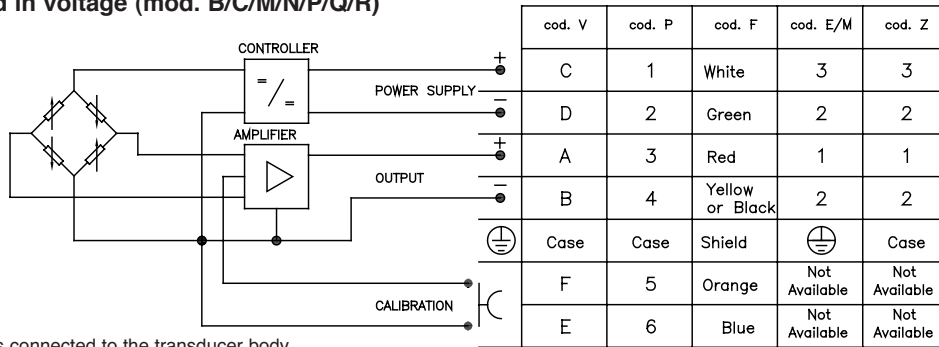 d in voltage (mod. B/C/M/N/P/Q/R)
cod. V cod. P cod. F cod. E/M cod. Z
CONTROLLER
+ C 1 White 3 3
= / =
POWER SUPPLY
− D 2 Green 2 2
AMPLIFIER
+ A 3 Red 1 1
OUTPUT
− B 4 Yellow or Black 2 2
Case Case Shield Case
F 5 Orange Not Available Not Available
CALIBRATION
E 6 Blue Not Available Not Available
s connected to the transducer body